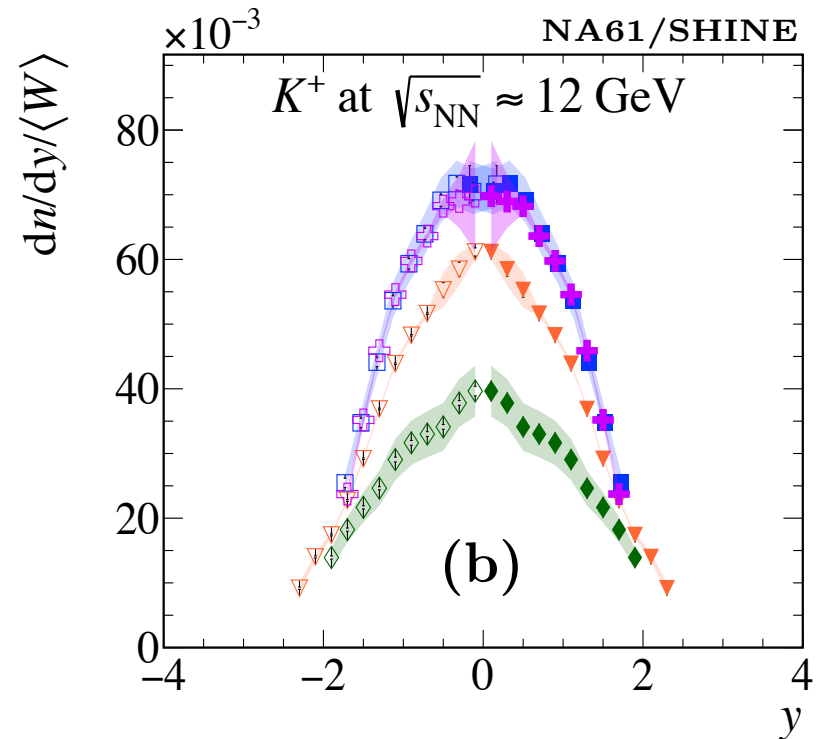 ×10⁻³ NA61/SHINE
K⁺ at √s_NN ≈ 12 GeV
dn/dy/⟨W⟩
80
60
40
20
0
−4 −2 0 2 4
(b)
y